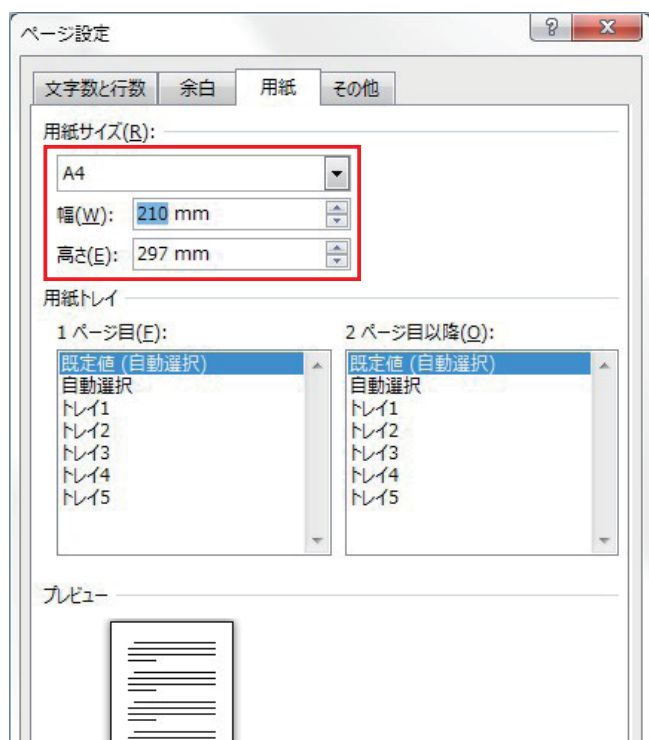 ページ設定
文字数と行数 余白 用紙 その他
用紙サイズ(R):
A4
幅(W): 210 mm
高さ(E): 297 mm
用紙トレイ
1 ページ目(F): 2 ページ目以降(O):
既定値 (自動選択) 既定値 (自動選択)
自動選択 自動選択
トレイ1 トレイ1
トレイ2 トレイ2
トレイ3 トレイ3
トレイ4 トレイ4
トレイ5 トレイ5
プレビュー